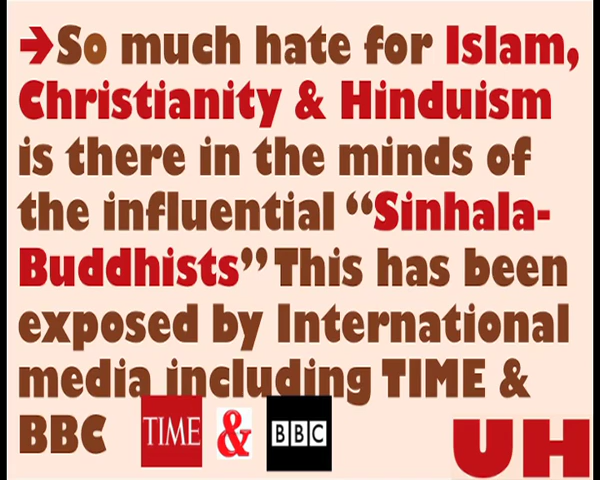 →So much hate for Islam,
Christianity & Hinduism
is there in the minds of
the influential “Sinhala-
Buddhists” This has been
exposed by International
media including TIME &
BBC TIME & BBC
UH